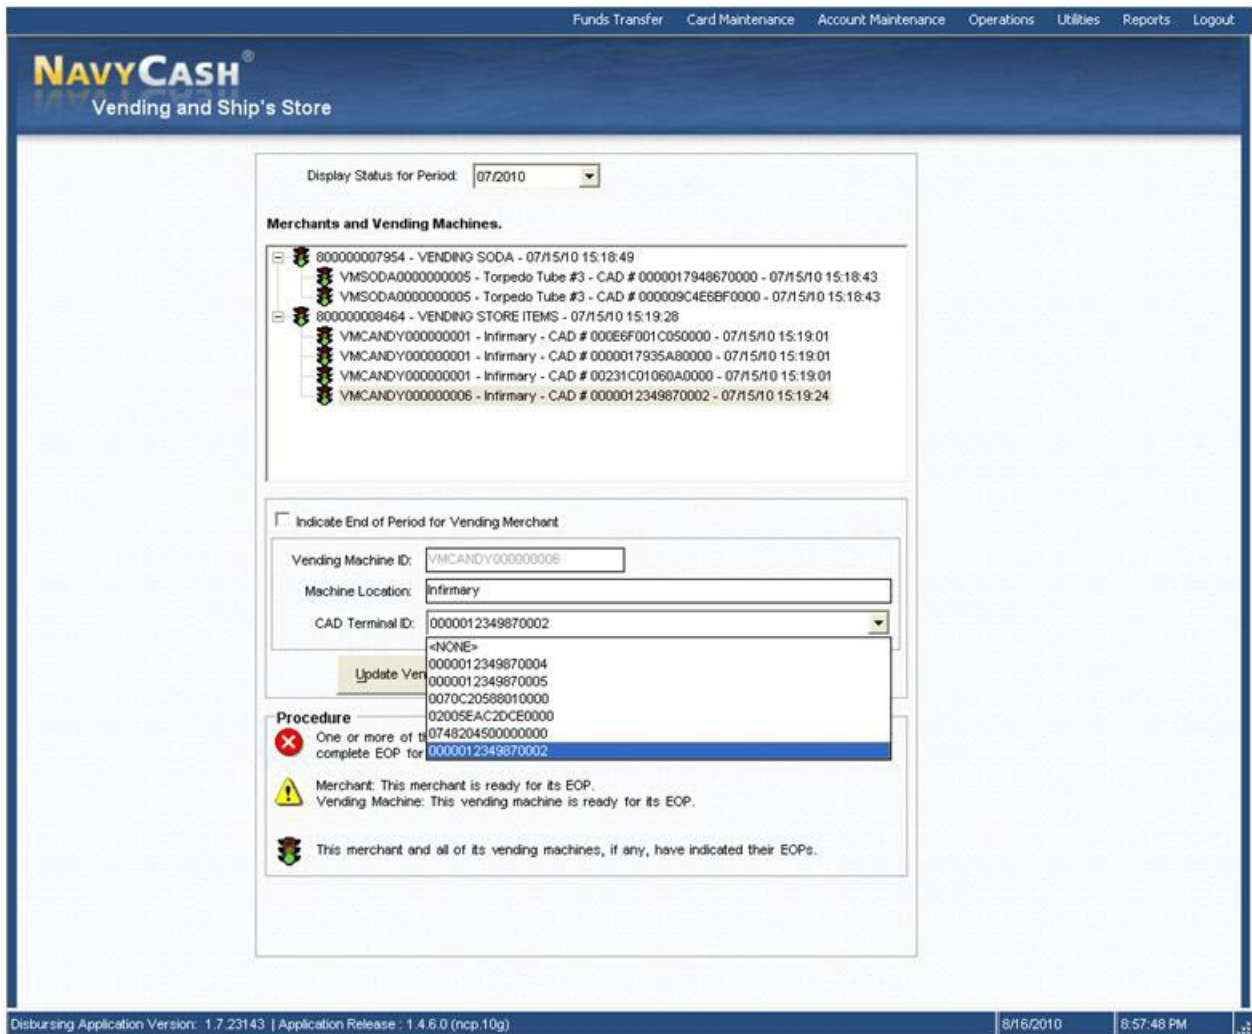 Funds Transfer Card Maintenance Account Maintenance Operations Utilities Reports Logout
NAVYCASH®
Vending and Ship's Store
Display Status for Period: 07/2010
Merchants and Vending Machines.
800000007954 - VENDING SODA - 07/15/10 15:18:49
VMSODA0000000005 - Torpedo Tube #3 - CAD # 0000017948670000 - 07/15/10 15:18:43
VMSODA0000000005 - Torpedo Tube #3 - CAD # 000009C4E6BF0000 - 07/15/10 15:18:43
800000008464 - VENDING STORE ITEMS - 07/15/10 15:19:28
VMCANDY000000001 - Infirmary - CAD # 000E6F001C050000 - 07/15/10 15:19:01
VMCANDY000000001 - Infirmary - CAD # 0000017935A80000 - 07/15/10 15:19:01
VMCANDY000000001 - Infirmary - CAD # 00231C01060A0000 - 07/15/10 15:19:01
VMCANDY000000006 - Infirmary - CAD # 0000012349870002 - 07/15/10 15:19:24
Indicate End of Period for Vending Merchant
Vending Machine ID: VMCANDY000000006
Machine Location: Infirmary
CAD Terminal ID: 0000012349870002
<NONE>
0000012349870004
0000012349870005
0070C20588010000
02005EAC2DCE0000
0748204500000000
0000012349870002
Update Ven
Procedure
One or more of t
complete EOP for
Merchant: This merchant is ready for its EOP.
Vending Machine: This vending machine is ready for its EOP.
This merchant and all of its vending machines, if any, have indicated their EOPs.
Disbursing Application Version: 1.7.23143 | Application Release : 1.4.6.0 (ncp.10g) 8/16/2010 8:57:48 PM